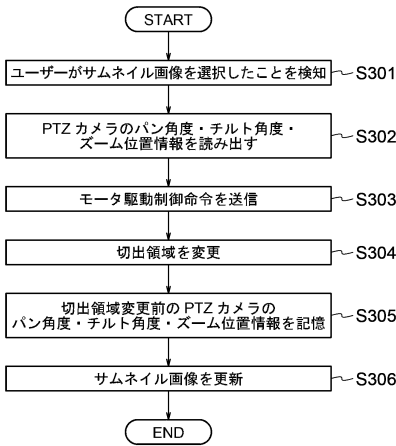 START
ユーザーがサムネイル画像を選択したことを検知
S301
PTZ カメラのパン角度・チルト角度・
ズーム位置情報を読み出す
S302
モータ駆動制御命令を送信
S303
切出領域を変更
S304
切出領域変更前の PTZ カメラの
パン角度・チルト角度・ズーム位置情報を記憶
S305
サムネイル画像を更新
S306
END